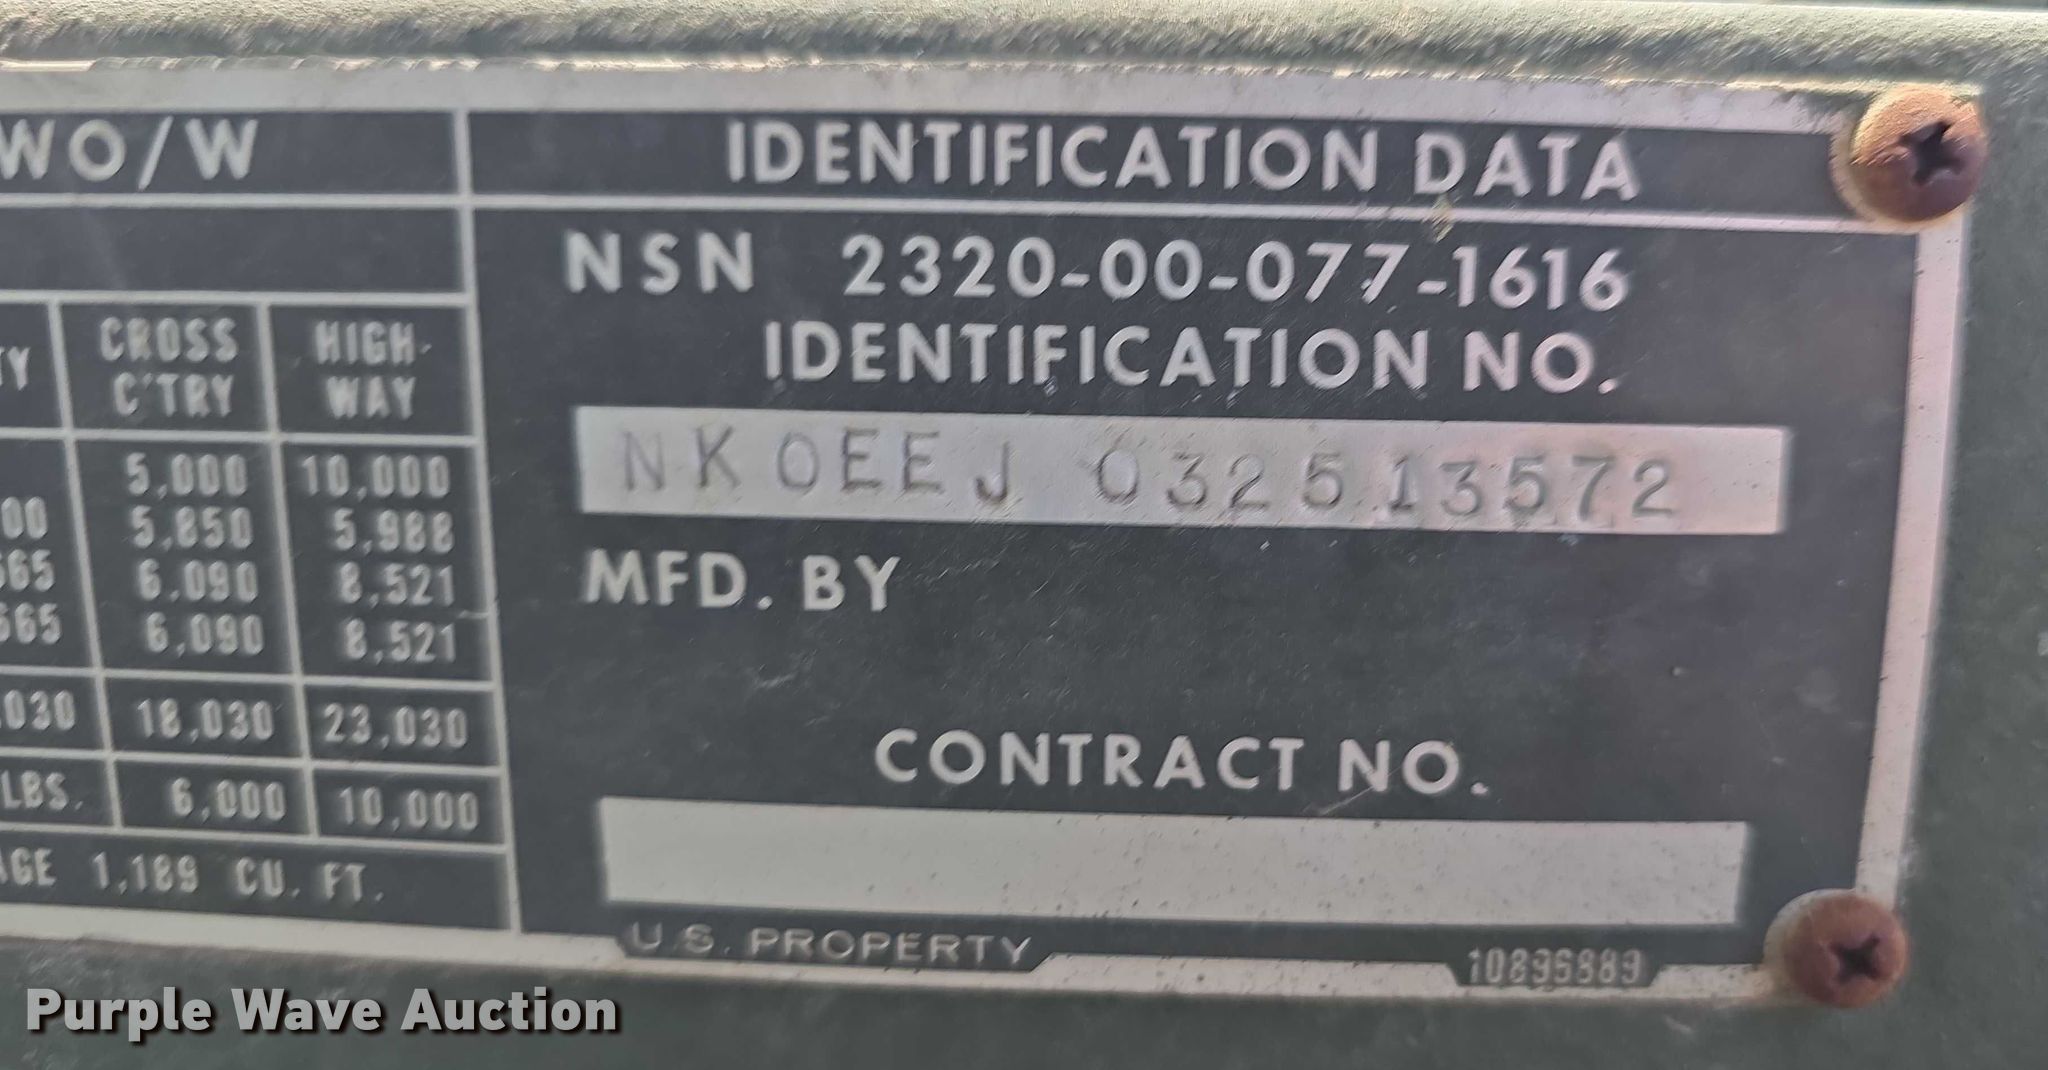 WO/W
IDENTIFICATION DATA
NSN 2320-00-077-1616
IDENTIFICATION NO.
NK0EEJ 032513572
MFD. BY
CONTRACT NO.
U.S. PROPERTY
TY CROSS C'TRY HIGH-WAY
5,000 10,000
00 5,850 5,988
565 6,090 8,521
565 6,090 8,521
,030 18,030 23,030
LBS. 6,000 10,000
AGE 1,189 CU. FT.
Purple Wave Auction